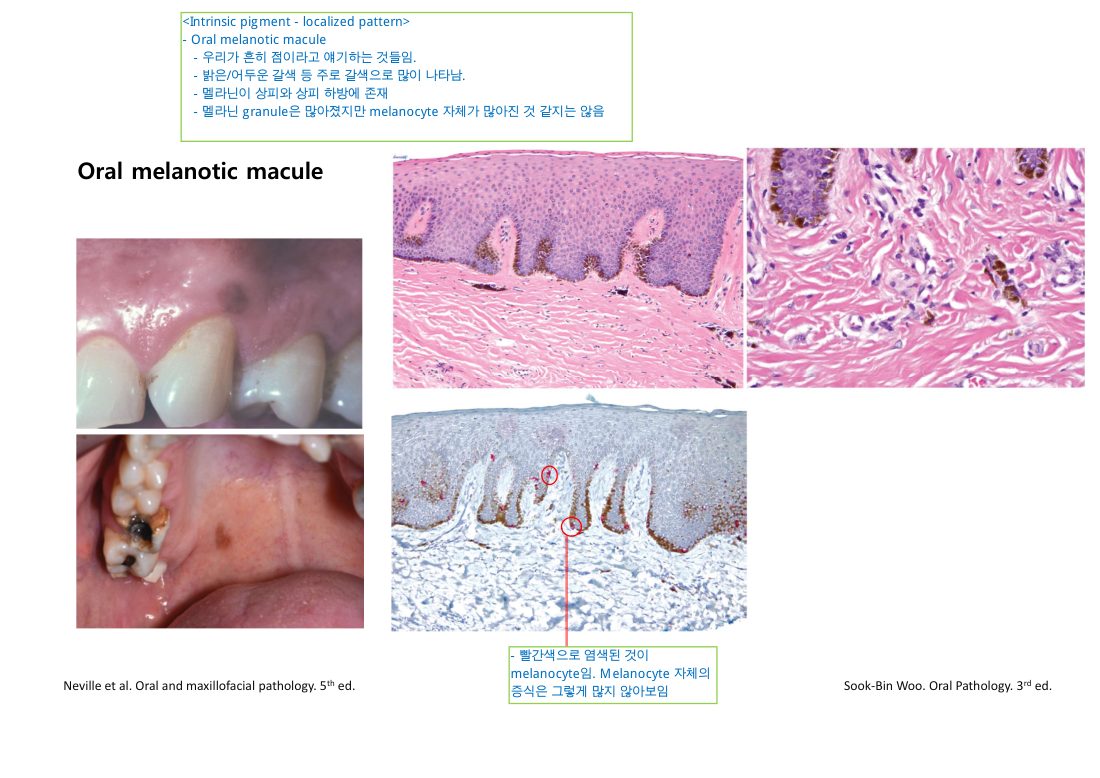 <Intrinsic pigment - localized pattern>
- Oral melanotic macule
- 우리가 흔히 점이라고 얘기하는 것들임.
- 밝은/어두운 갈색 등 주로 갈색으로 많이 나타남.
- 멜라닌이 상피와 상피 하방에 존재
- 멜라닌 granule은 많아졌지만 melanocyte 자체가 많아진 것 같지는 않음
Oral melanotic macule
- 빨간색으로 염색된 것이
melanocyte임. Melanocyte 자체의
증식은 그렇게 많지 않아보임
Neville et al. Oral and maxillofacial pathology. 5th ed.
Sook-Bin Woo. Oral Pathology. 3rd ed.